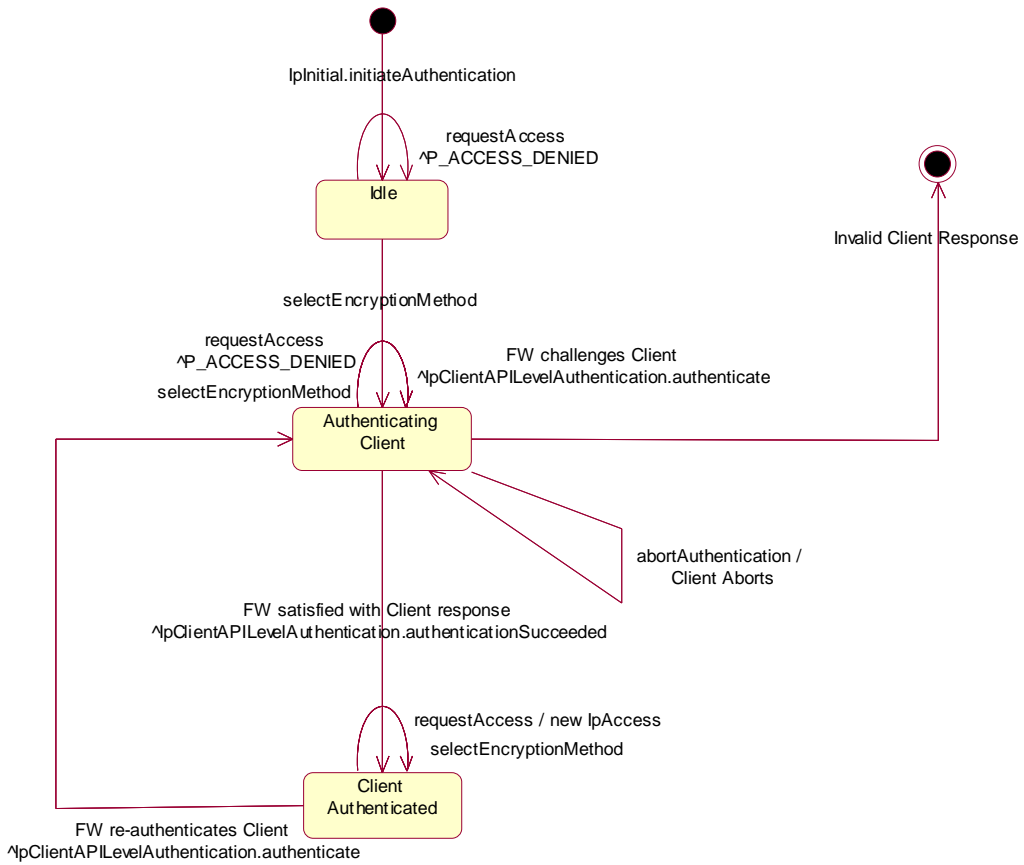 IpInitial.initiateAuthentication
requestAccess
^P_ACCESS_DENIED
Idle
Invalid Client Response
selectEncryptionMethod
requestAccess
^P_ACCESS_DENIED
selectEncryptionMethod
FW challenges Client
^IpClientAPILevelAuthentication.authenticate
Authenticating
Client
abortAuthentication /
Client Aborts
FW satisfied with Client response
^IpClientAPILevelAuthentication.authenticationSucceeded
requestAccess / new IpAccess
selectEncryptionMethod
Client
Authenticated
FW re-authenticates Client
^IpClientAPILevelAuthentication.authenticate